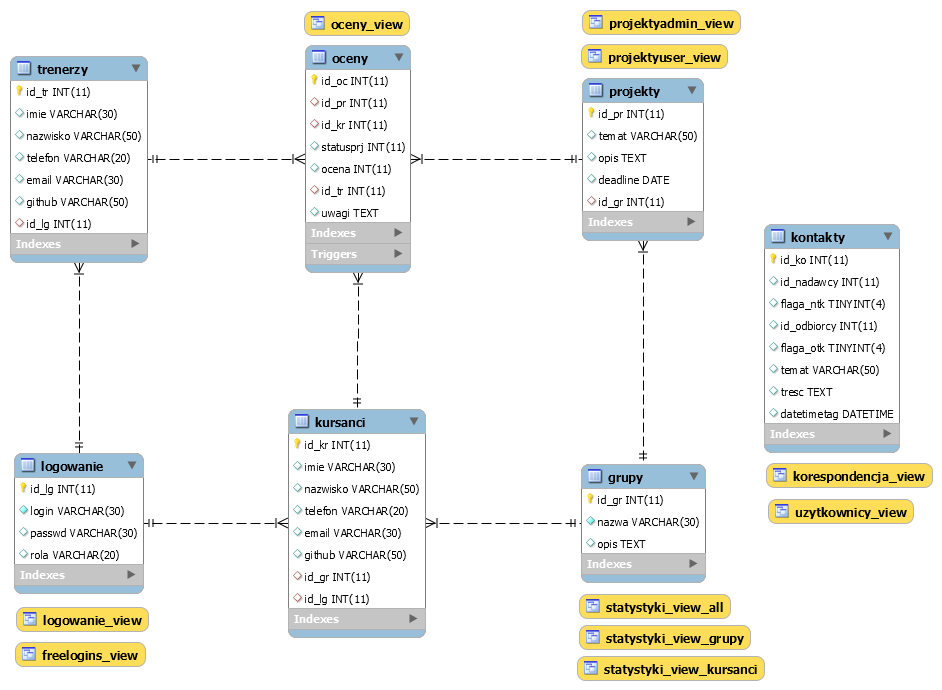 trenerzy
id_tr INT(11)
imie VARCHAR(30)
nazwisko VARCHAR(50)
telefon VARCHAR(20)
email VARCHAR(30)
github VARCHAR(50)
id_lg INT(11)
Indexes
oceny_view
oceny
id_oc INT(11)
id_pr INT(11)
id_kr INT(11)
statusprj INT(11)
ocena INT(11)
id_tr INT(11)
uwagi TEXT
Indexes
Triggers
projektyadmin_view
projektyuser_view
projekty
id_pr INT(11)
temat VARCHAR(50)
opis TEXT
deadline DATE
id_gr INT(11)
Indexes
kontakty
id_ko INT(11)
id_nadawcy INT(11)
flaga_ntk TINYINT(4)
id_odbiorcy INT(11)
flaga_otk TINYINT(4)
temat VARCHAR(50)
tresc TEXT
datetimetag DATETIME
Indexes
korespondencja_view
uzytkownicy_view
logowanie
id_lg INT(11)
login VARCHAR(30)
passwd VARCHAR(30)
rola VARCHAR(20)
Indexes
logowanie_view
freelogins_view
kursanci
id_kr INT(11)
imie VARCHAR(30)
nazwisko VARCHAR(50)
telefon VARCHAR(20)
email VARCHAR(30)
github VARCHAR(50)
id_gr INT(11)
id_lg INT(11)
Indexes
grupy
id_gr INT(11)
nazwa VARCHAR(30)
opis TEXT
Indexes
statystyki_view_all
statystyki_view_grupy
statystyki_view_kursanci